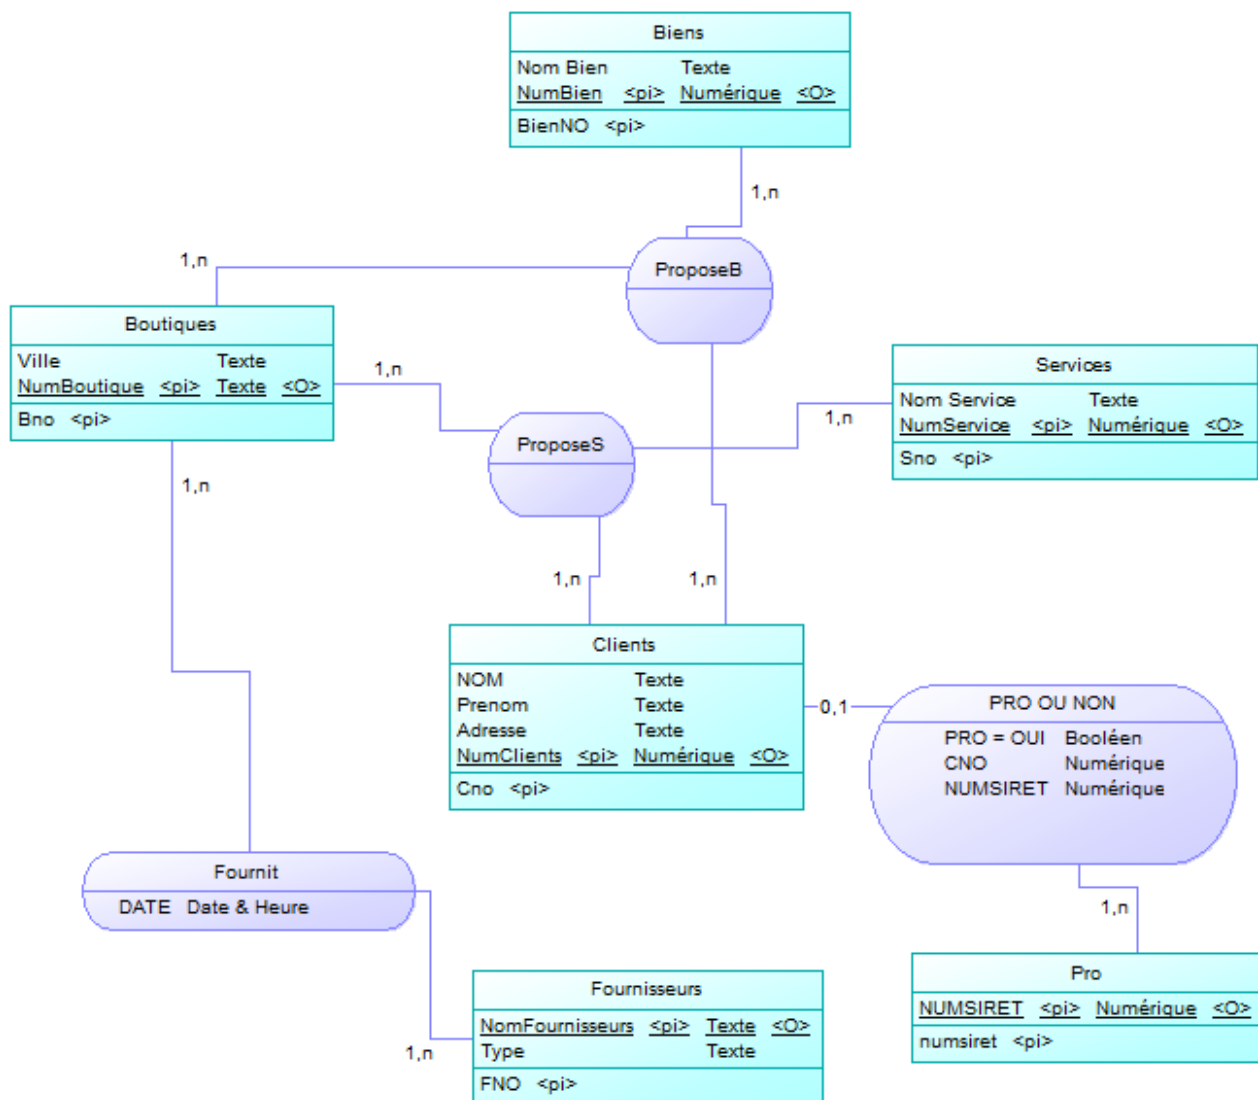 Biens
Nom Bien Texte
NumBien <pi> Numérique <O>
BienNO <pi>
1,n
1,n
ProposeB
Boutiques
Ville Texte
NumBoutique <pi> Texte <O>
Bno <pi>
1,n
Services
Nom Service Texte
NumService <pi> Numérique <O>
Sno <pi>
1,n
ProposeS
1,n
1,n
1,n
Clients
NOM Texte
Prenom Texte
Adresse Texte
NumClients <pi> Numérique <O>
Cno <pi>
0,1
PRO OU NON
PRO = OUI Booléen
CNO Numérique
NUMSIRET Numérique
Fournit
DATE Date & Heure
1,n
Pro
NUMSIRET <pi> Numérique <O>
numsiret <pi>
Fournisseurs
NomFournisseurs <pi> Texte <O>
Type Texte
FNO <pi>
1,n